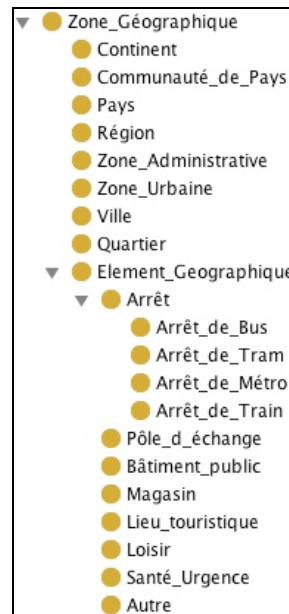 Zone_Géographique
Continent
Communauté_de_Pays
Pays
Région
Zone_Administrative
Zone_Urbaine
Ville
Quartier
Element_Geographique
Arrêt
Arrêt_de_Bus
Arrêt_de_Tram
Arrêt_de_Métro
Arrêt_de_Train
Pôle_d_échange
Bâtiment_public
Magasin
Lieu_touristique
Loisir
Santé_Urgence
Autre